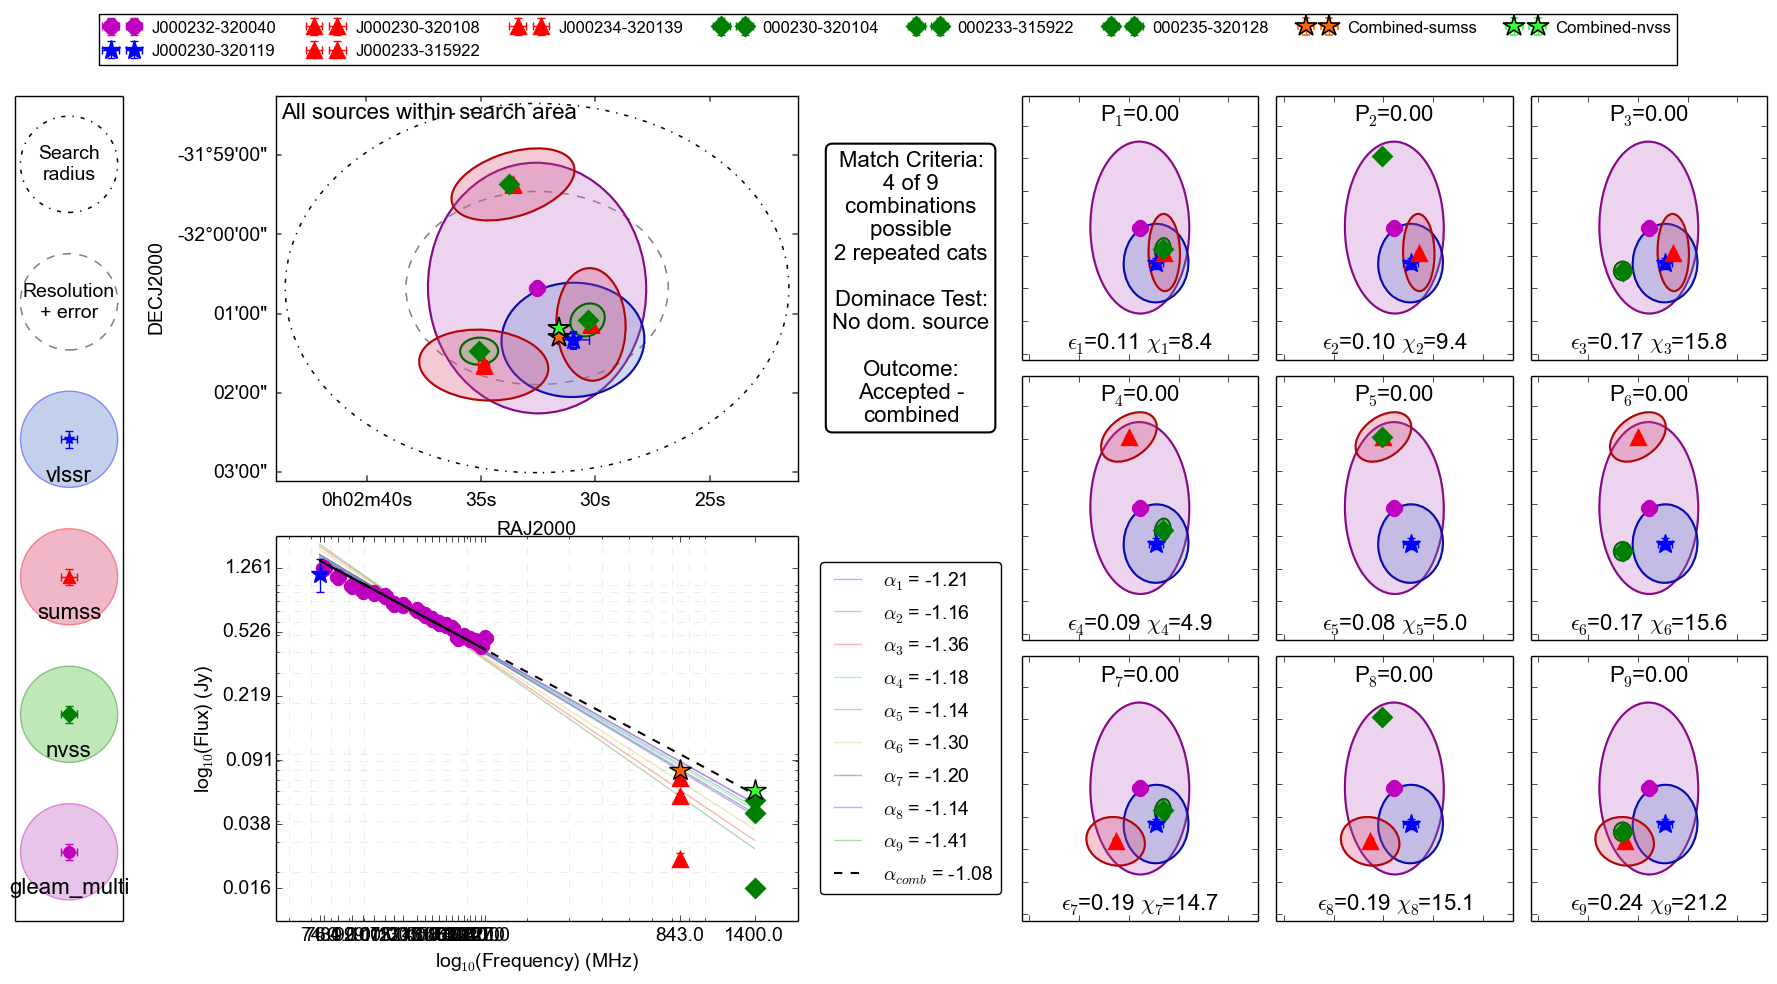 J000232-320040
J000230-320108
J000234-320139
000230-320104
000233-315922
000235-320128
Combined-sumss
Combined-nvss
J000230-320119
J000233-315922
Search
radius
Resolution
+ error
vlssr
sumss
nvss
gleam_multi
All sources within search area
DECJ2000
-31°59'00"
-32°00'00"
01'00"
02'00"
03'00"
0h02m40s
35s
30s
25s
RAJ2000
Match Criteria:
4 of 9
combinations
possible
2 repeated cats
Dominace Test:
No dom. source
Outcome:
Accepted -
combined
log10(Flux) (Jy)
1.261
0.526
0.219
0.091
0.038
0.016
843.0
1400.0
log10(Frequency) (MHz)
α1 = -1.21
α2 = -1.16
α3 = -1.36
α4 = -1.18
α5 = -1.14
α6 = -1.30
α7 = -1.20
α8 = -1.14
α9 = -1.41
αcomb = -1.08
P1=0.00
ϵ1=0.11 χ1=8.4
P2=0.00
ϵ2=0.10 χ2=9.4
P3=0.00
ϵ3=0.17 χ3=15.8
P4=0.00
ϵ4=0.09 χ4=4.9
P5=0.00
ϵ5=0.08 χ5=5.0
P6=0.00
ϵ6=0.17 χ6=15.6
P7=0.00
ϵ7=0.19 χ7=14.7
P8=0.00
ϵ8=0.19 χ8=15.1
P9=0.00
ϵ9=0.24 χ9=21.2